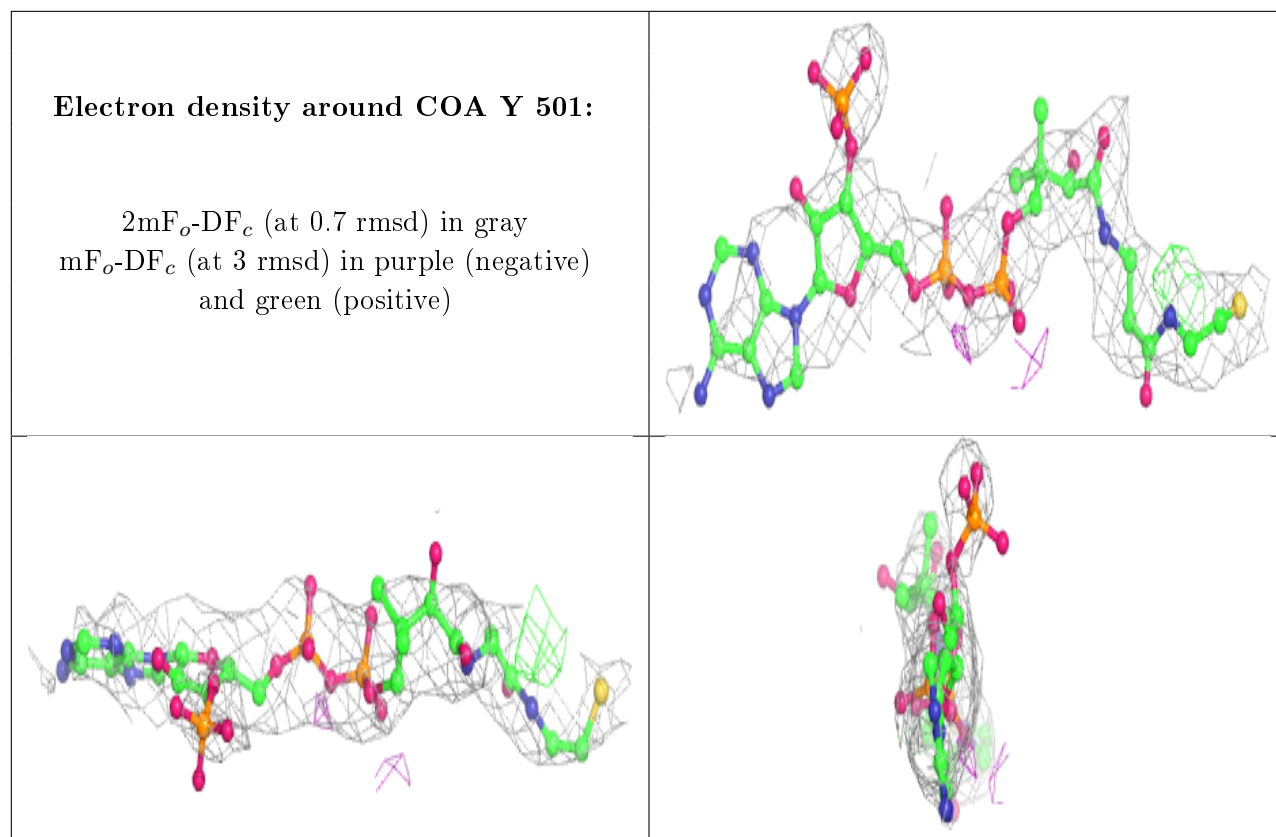 Electron density around COA Y 501:
2mFo-DFc (at 0.7 rmsd) in gray
mFo-DFc (at 3 rmsd) in purple (negative)
and green (positive)